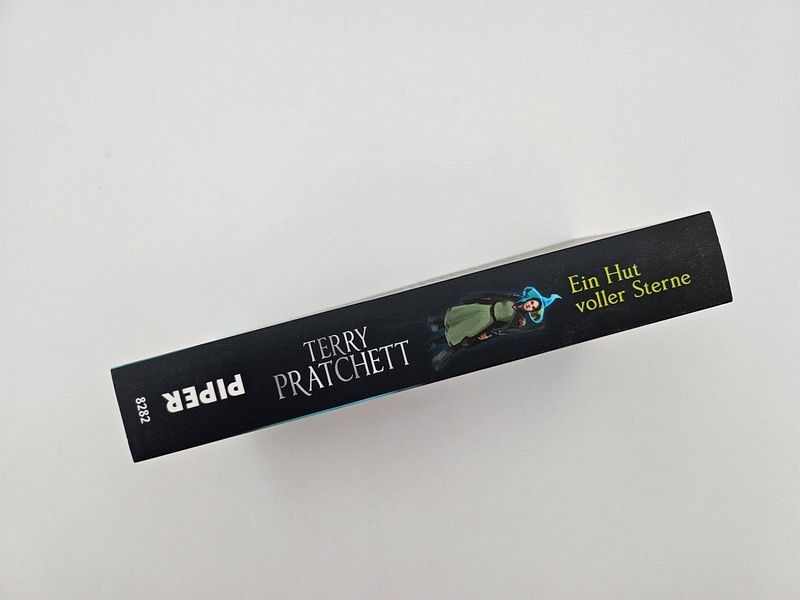 TERRY
PRATCHETT
Ein Hut
voller Sterne
PIPER
8282